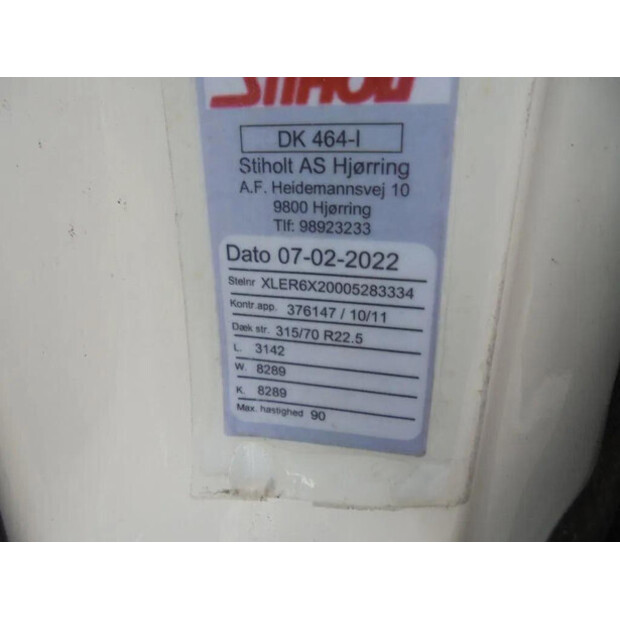 STIHOLT
DK 464-I
Stiholt AS Hjørring
A.F. Heidemannsvej 10
9800 Hjørring
Tlf: 98923233
Dato 07-02-2022
Stelnr XLER6X20005283334
Kontr.app. 376147 / 10/11
Dæk str. 315/70 R22.5
L. 3142
W. 8289
K. 8289
Max. hastighed 90